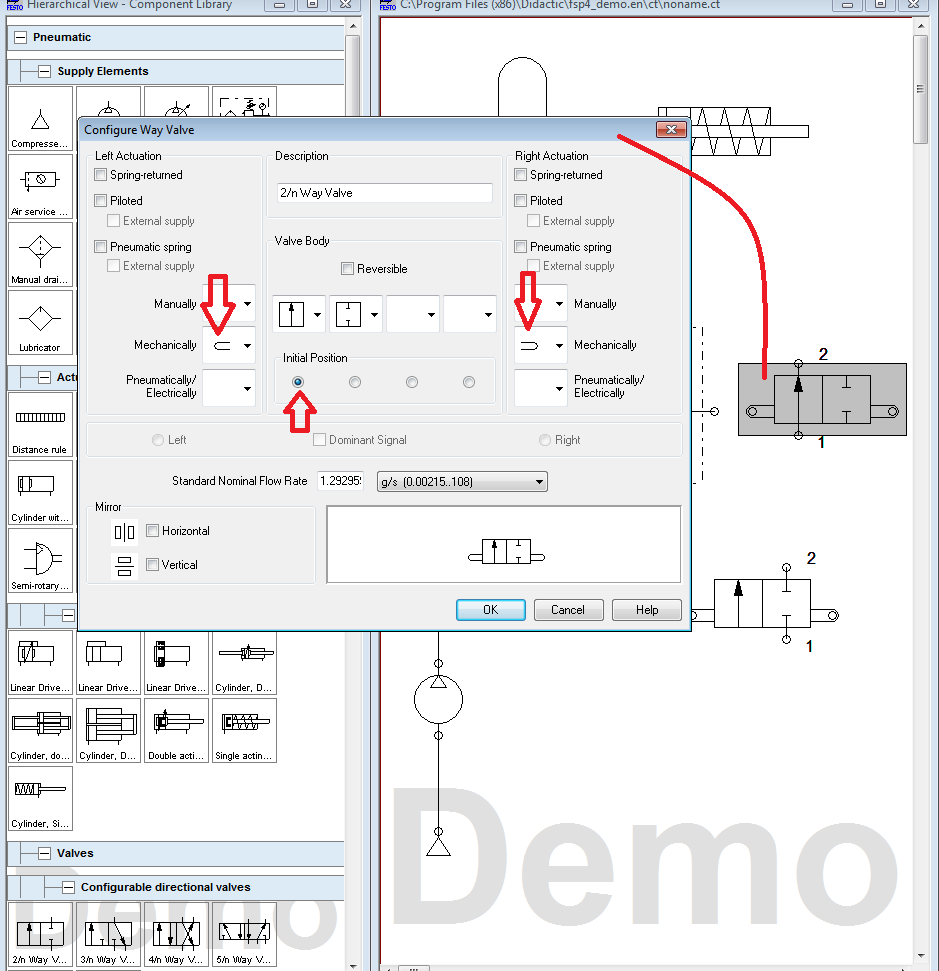 FESTO Hierarchical View - Component Library
FESTO C:\Program Files (x86)\Didactic\fsp4_demo.en\ct\noname.ct
Pneumatic
Supply Elements
Compresse...
Air service ...
Manual drai...
Lubricator
Actu
Distance rule
Cylinder wit...
Semi-rotary...
Linear Drive...
Linear Drive...
Linear Drive...
Cylinder, D...
Cylinder, do...
Cylinder, D...
Double acti...
Single actin...
Cylinder, Si...
Valves
Configurable directional valves
2/n Way V...
3/n Way V...
4/n Way V...
5/n Way V...
Configure Way Valve
Left Actuation
Spring-returned
Piloted
External supply
Pneumatic spring
External supply
Manually
Mechanically
Pneumatically/
Electrically
Description
2/n Way Valve
Valve Body
Reversible
Initial Position
Right Actuation
Spring-returned
Piloted
External supply
Pneumatic spring
External supply
Manually
Mechanically
Pneumatically/
Electrically
Left
Dominant Signal
Right
Standard Nominal Flow Rate
g/s (0.00215..108)
Mirror
Horizontal
Vertical
OK
Cancel
Help
2
1
2
1
Demo
Demo